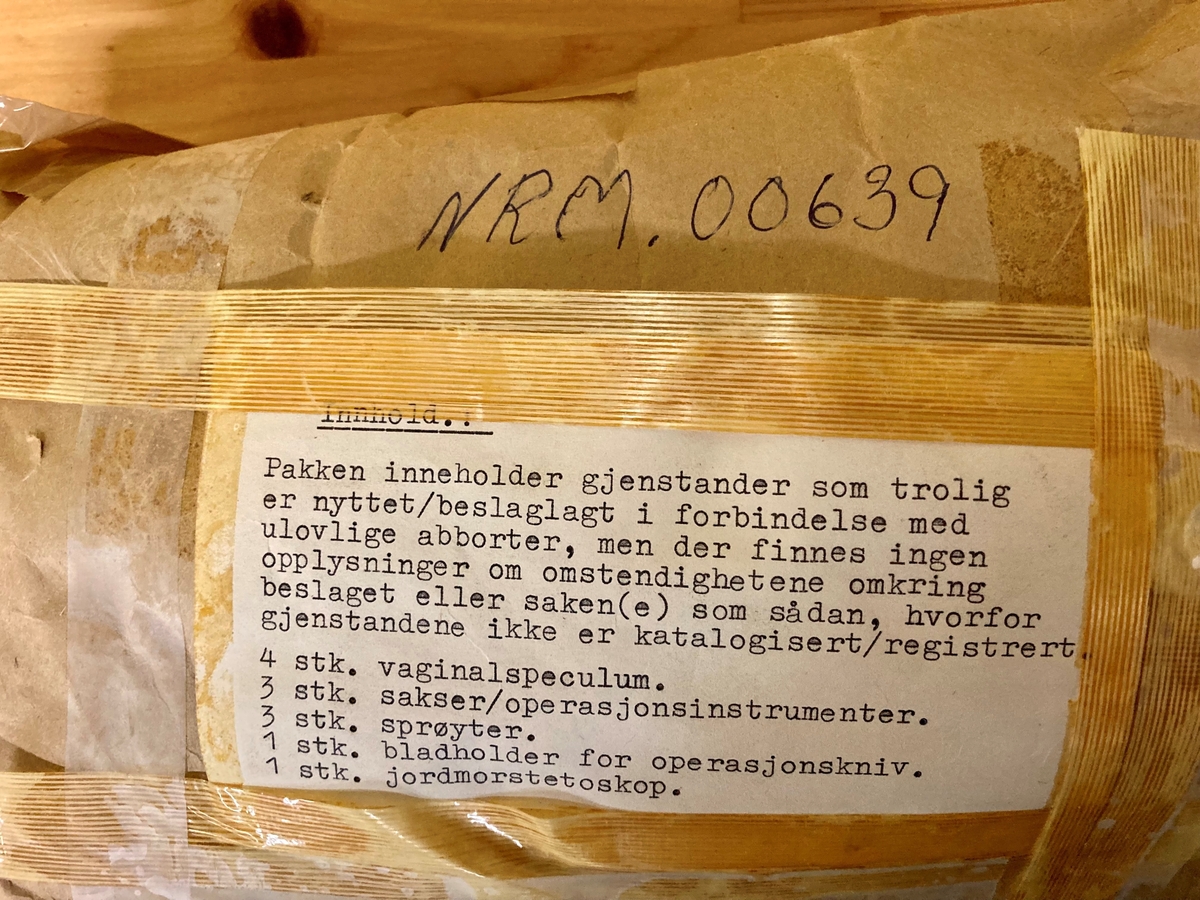 NRM. 00639
Innhold.:
Pakken inneholder gjenstander som trolig
er nyttet/beslaglagt i forbindelse med
ulovlige abborter, men der finnes ingen
opplysninger om omstendighetene omkring
beslaget eller saken(e) som sådan, hvorfor
gjenstandene ikke er katalogisert/registrert.
4 stk. vaginalspeculum.
3 stk. sakser/operasjonsinstrumenter.
3 stk. sprøyter.
1 stk. bladholder for operasjonskniv.
1 stk. jordmorstetoskop.